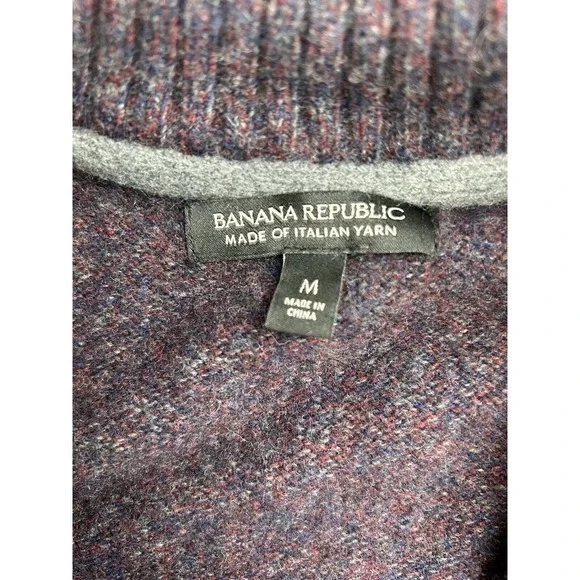 BANANA REPUBLIC
MADE OF ITALIAN YARN
M
MADE IN
CHINA